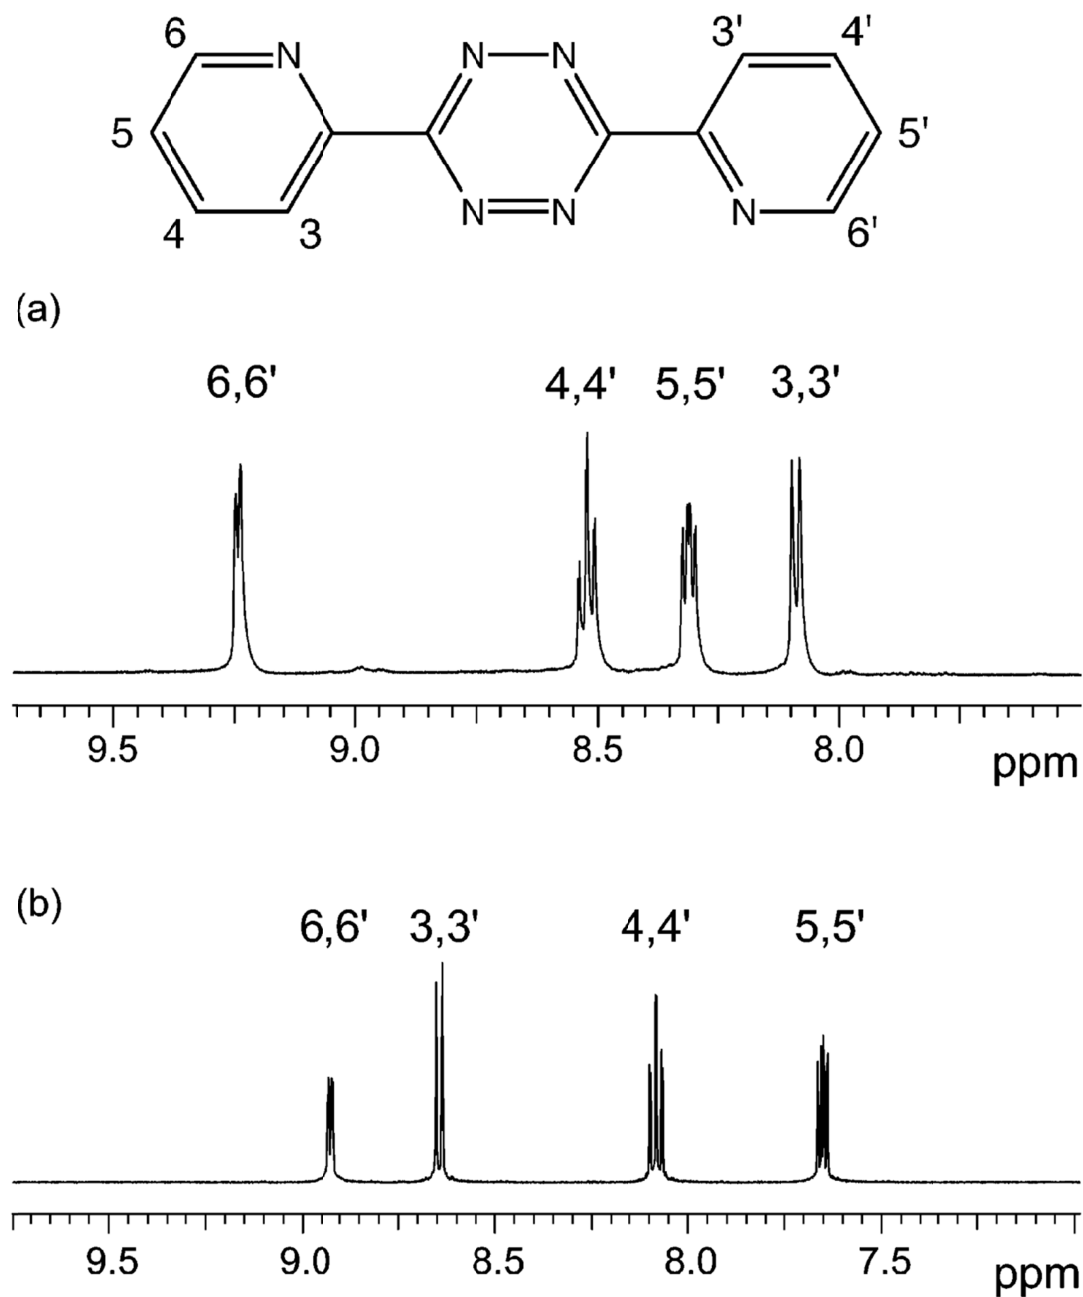 6 N N N 3' 4'
5 5'
4 3 N N N 6'
(a)
6,6' 4,4' 5,5' 3,3'
9.5 9.0 8.5 8.0
ppm
(b)
6,6' 3,3' 4,4' 5,5'
9.5 9.0 8.5 8.0 7.5
ppm